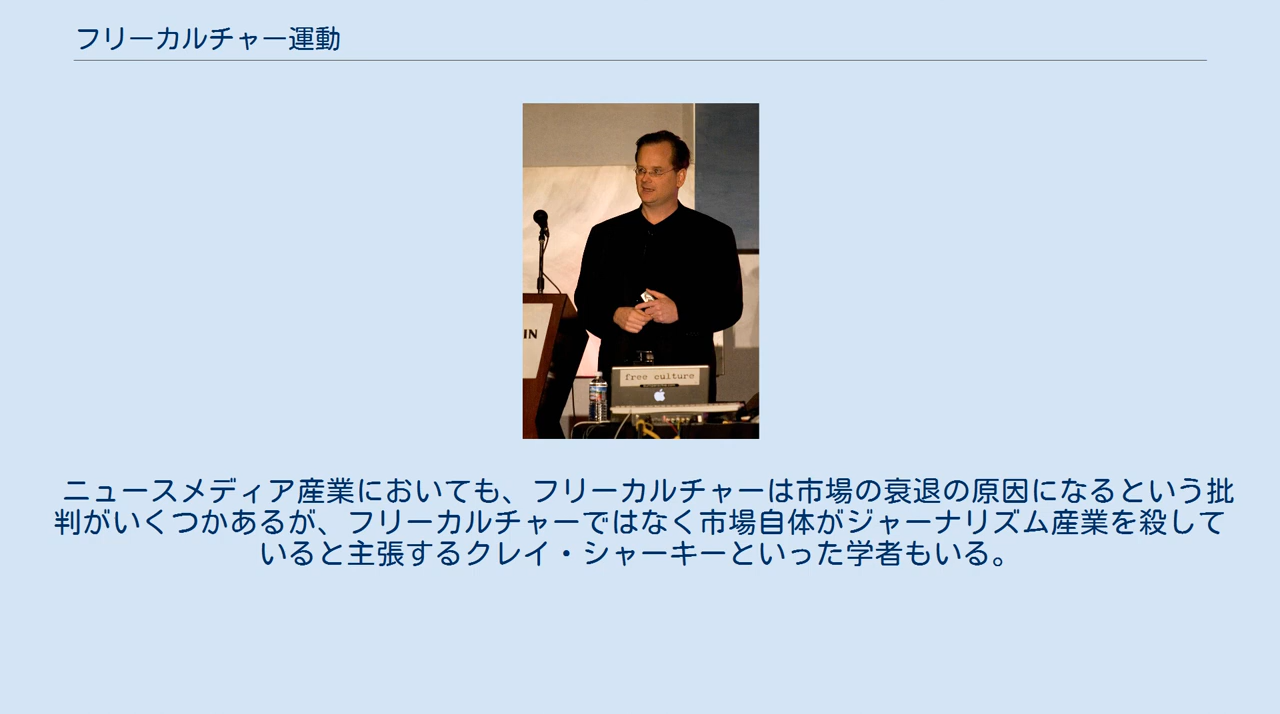 フリーカルチャー運動
IN
free culture
ニュースメディア産業においても、フリーカルチャーは市場の衰退の原因になるという批
判がいくつかあるが、フリーカルチャーではなく市場自体がジャーナリズム産業を殺して
いると主張するクレイ・シャーキーといった学者もいる。